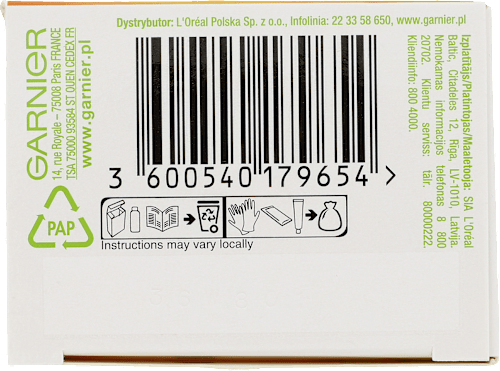 Dystrybutor: L'Oréal Polska Sp. z o.o., Infolinia: 22 33 58 650, www.garnier.pl
GARNIER
14, rue Royale – 75008 Paris FRANCE
TSA 75000 93584 ST OUEN CEDEX FR
www.garnier.pl
PAP
3 600540 179654 >
Instructions may vary locally
Izplatītājs/Platintojas/Maaletooja: SIA L'Oréal
Baltic, Citadeles 12, Riga, LV-1010, Latvija.
Nemokamas informacijos telefonas 8 800
20702. Klientu serviss: tālr. 80000222.
Kliendiinfo: 800 4000.